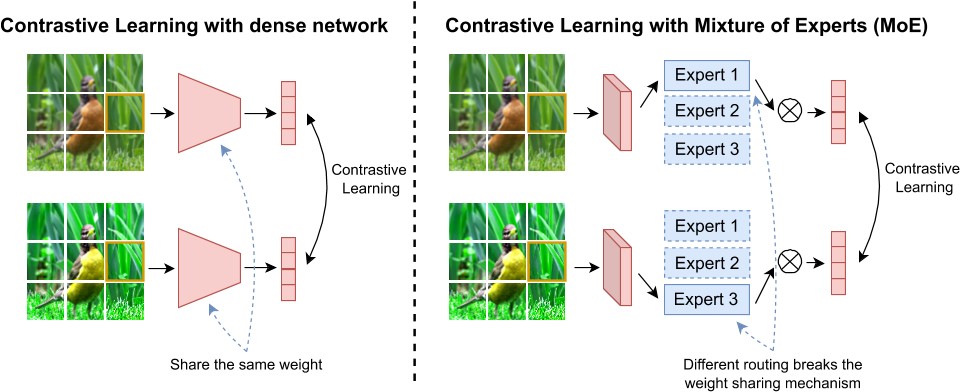 Contrastive Learning with dense network
Contrastive
Learning
Share the same weight
Contrastive Learning with Mixture of Experts (MoE)
Expert 1
Expert 2
Expert 3
Contrastive
Learning
Expert 1
Expert 2
Expert 3
Different routing breaks the
weight sharing mechanism